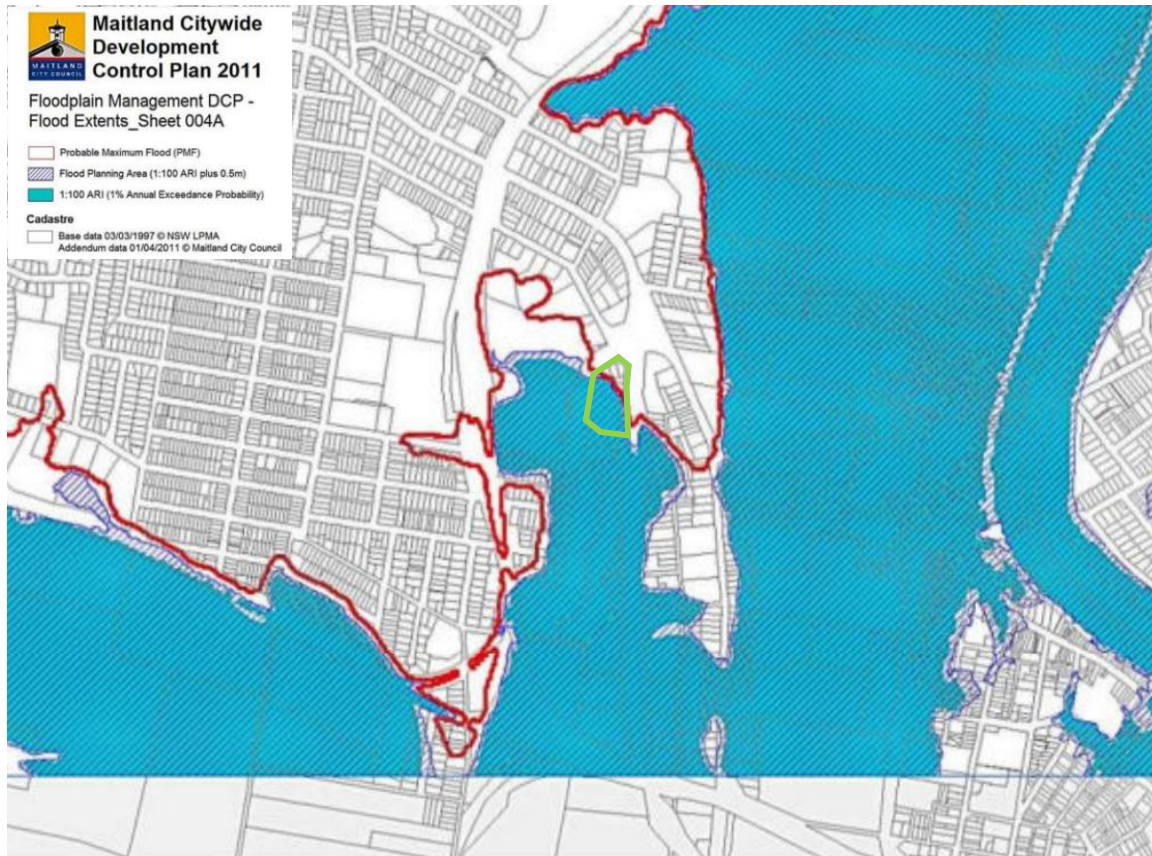 MAITLAND
CITY COUNCIL
Maitland Citywide
Development
Control Plan 2011
Floodplain Management DCP -
Flood Extents_Sheet 004A
Probable Maximum Flood (PMF)
Flood Planning Area (1:100 ARI plus 0.5m)
1:100 ARI (1% Annual Exceedance Probability)
Cadastre
Base data 03/03/1997 © NSW LPMA
Addendum data 01/04/2011 © Maitland City Council